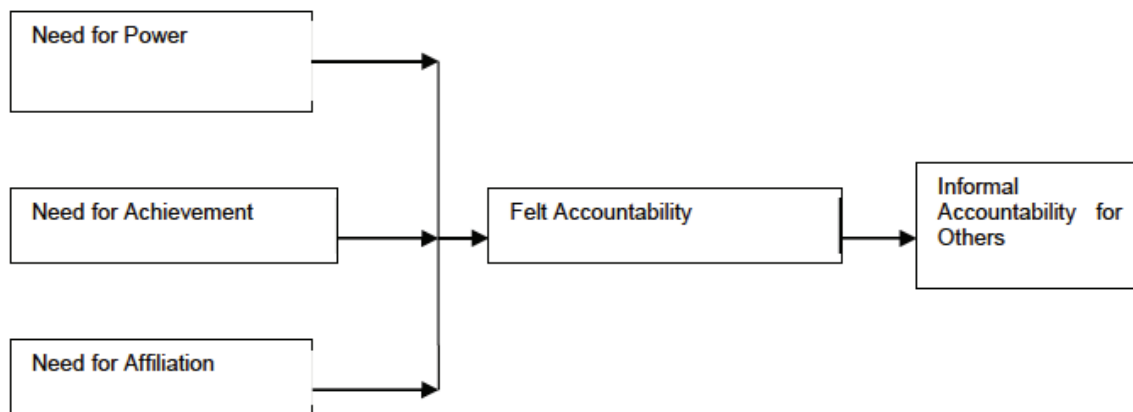 Need for Power
Need for Achievement
Felt Accountability
Informal
Accountability for
Others
Need for Affiliation